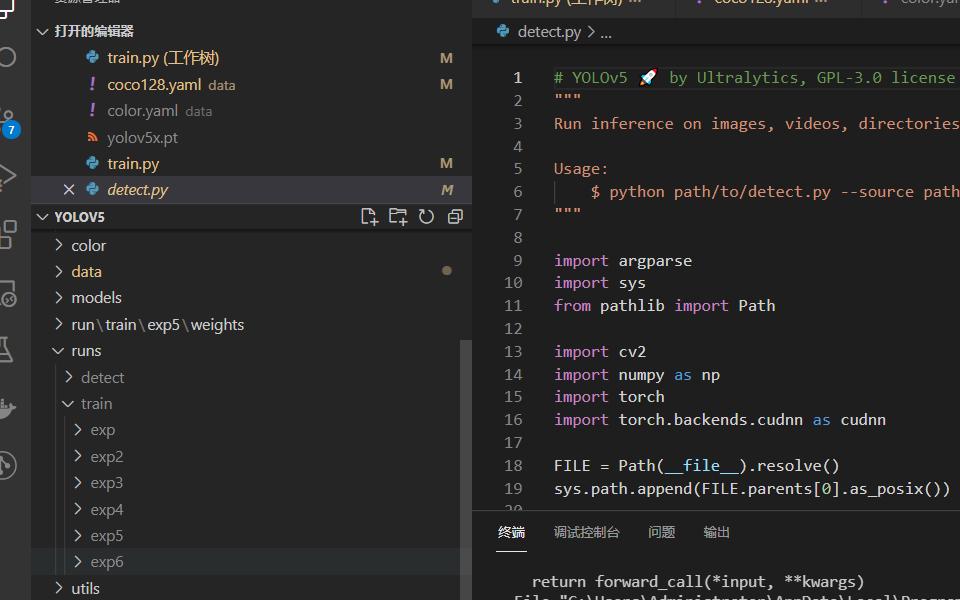 资源管理器
打开的编辑器
train.py (工作树) M
coco128.yaml data M
color.yaml data
yolov5x.pt
train.py M
detect.py M
YOLOV5
color
data
models
run\train\exp5\weights
runs
detect
train
exp
exp2
exp3
exp4
exp5
exp6
utils
7
train.py (工作树) coco128.yaml color.yaml
detect.py > ...
1 # YOLOv5 🚀 by Ultralytics, GPL-3.0 license
2 """
3 Run inference on images, videos, directories
4
5 Usage:
6 $ python path/to/detect.py --source path
7 """
8
9 import argparse
10 import sys
11 from pathlib import Path
12
13 import cv2
14 import numpy as np
15 import torch
16 import torch.backends.cudnn as cudnn
17
18 FILE = Path(__file__).resolve()
19 sys.path.append(FILE.parents[0].as_posix())
20
终端 调试控制台 问题 输出
return forward_call(*input, **kwargs)
File "C:\Users\Administrator\AppData\Local\Progra